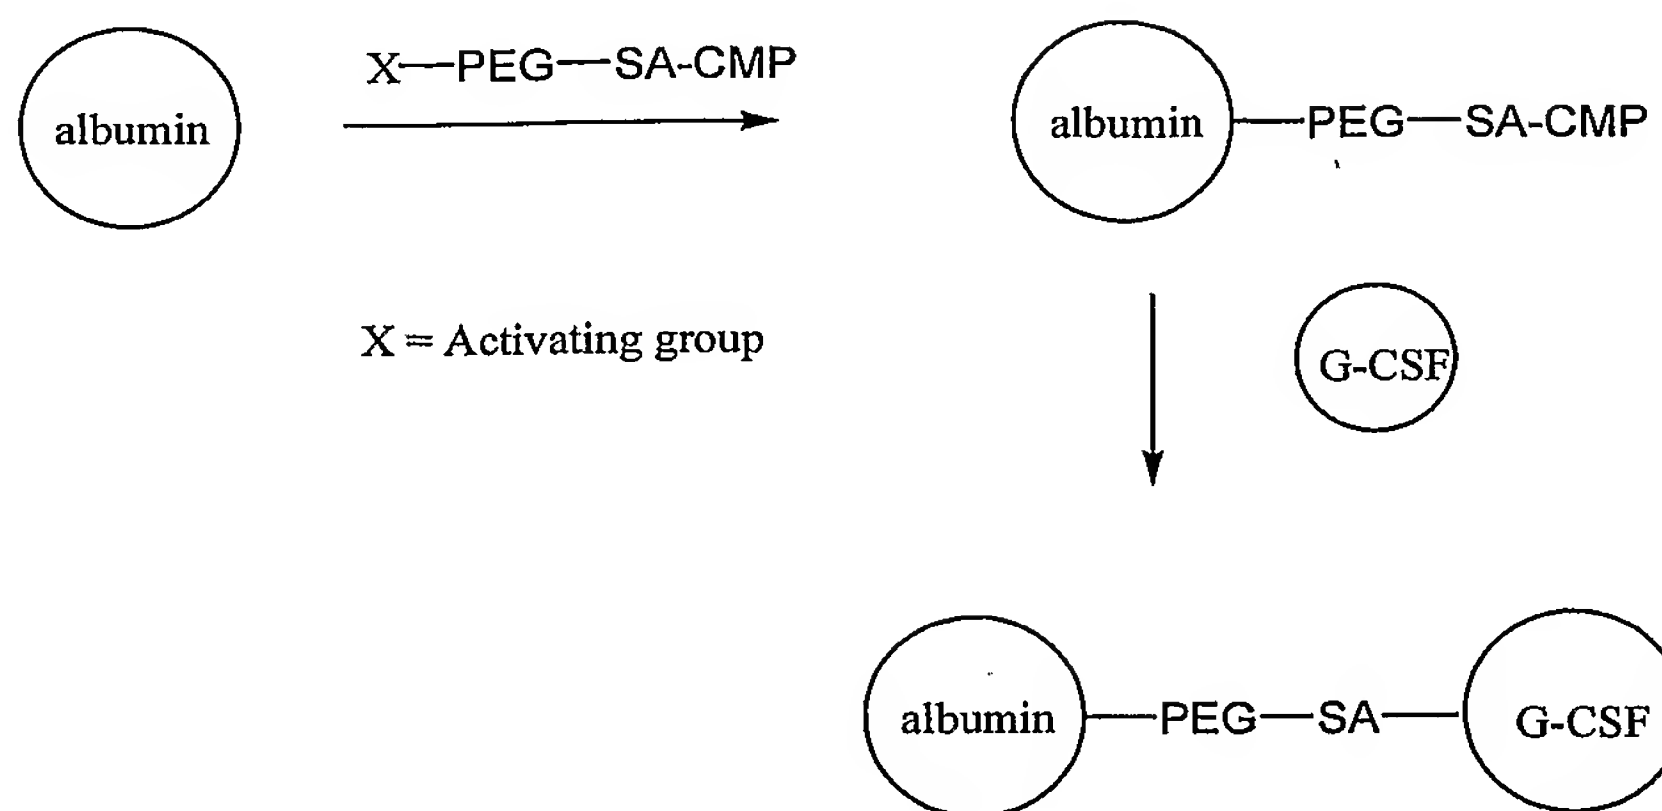 X—PEG—SA-CMP
albumin
albumin—PEG—SA-CMP
X = Activating group
G-CSF
albumin—PEG—SA—G-CSF